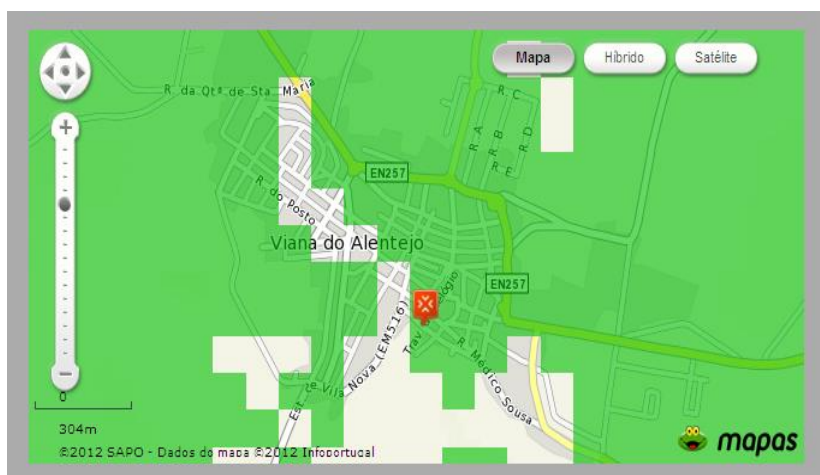 Mapa
Híbrido
Satélite
R. da Qtª de Sta. Maria
R. C
R. A
R. B
R. D
R. E
EN257
R. do Posto
Viana do Alentejo
EN257
Trav
elógio
R. Médico Sousa
Est. de Vila Nova (EM516)
+
−
0
304m
©2012 SAPO - Dados do mapa ©2012 Infoportugal
mapas